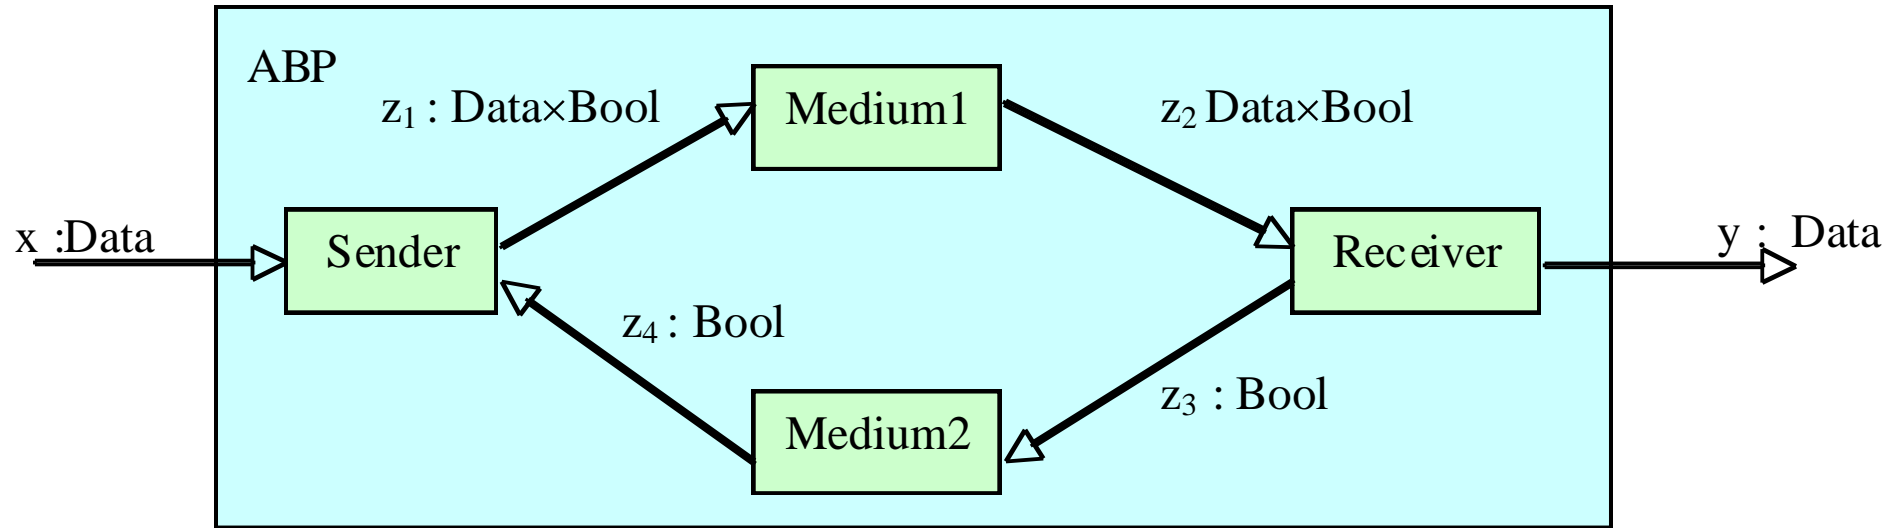 ABP
z₁ : Data×Bool
Medium1
z₂ Data×Bool
x :Data
Sender
Receiver
y : Data
z₄ : Bool
z₃ : Bool
Medium2